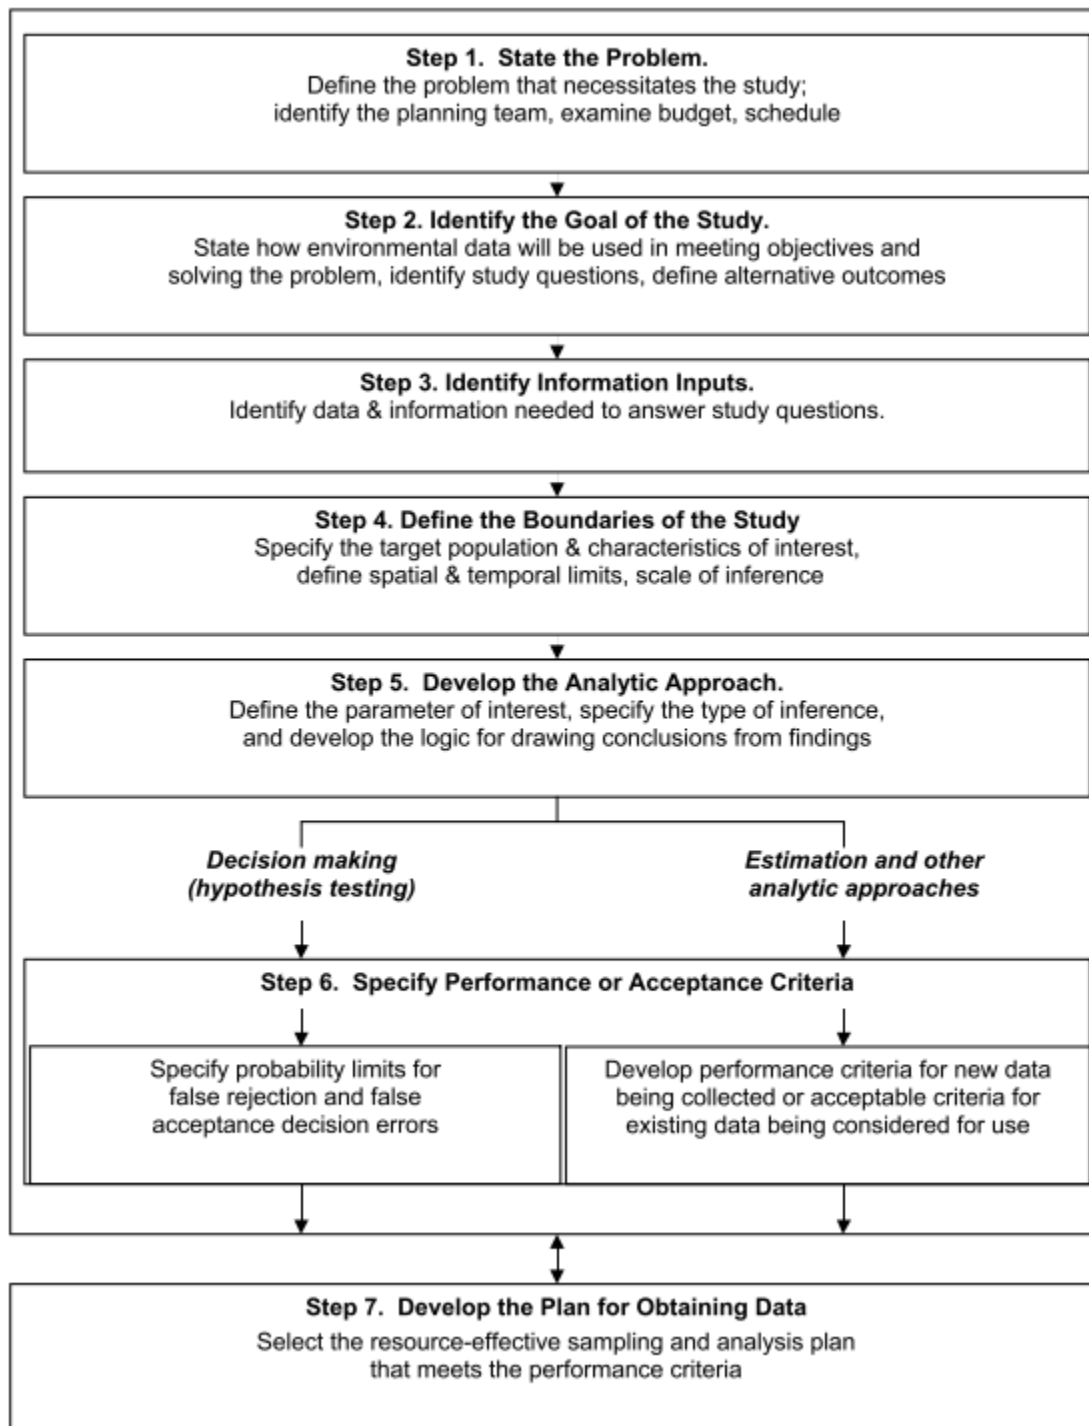 Step 1.  State the Problem.
Define the problem that necessitates the study;
identify the planning team, examine budget, schedule
Step 2. Identify the Goal of the Study.
State how environmental data will be used in meeting objectives and
solving the problem, identify study questions, define alternative outcomes
Step 3. Identify Information Inputs.
Identify data & information needed to answer study questions.
Step 4. Define the Boundaries of the Study
Specify the target population & characteristics of interest,
define spatial & temporal limits, scale of inference
Step 5.  Develop the Analytic Approach.
Define the parameter of interest, specify the type of inference,
and develop the logic for drawing conclusions from findings
Decision making
(hypothesis testing)
Estimation and other
analytic approaches
Step 6.  Specify Performance or Acceptance Criteria
Specify probability limits for
false rejection and false
acceptance decision errors
Develop performance criteria for new data
being collected or acceptable criteria for
existing data being considered for use
Step 7.  Develop the Plan for Obtaining Data
Select the resource-effective sampling and analysis plan
that meets the performance criteria